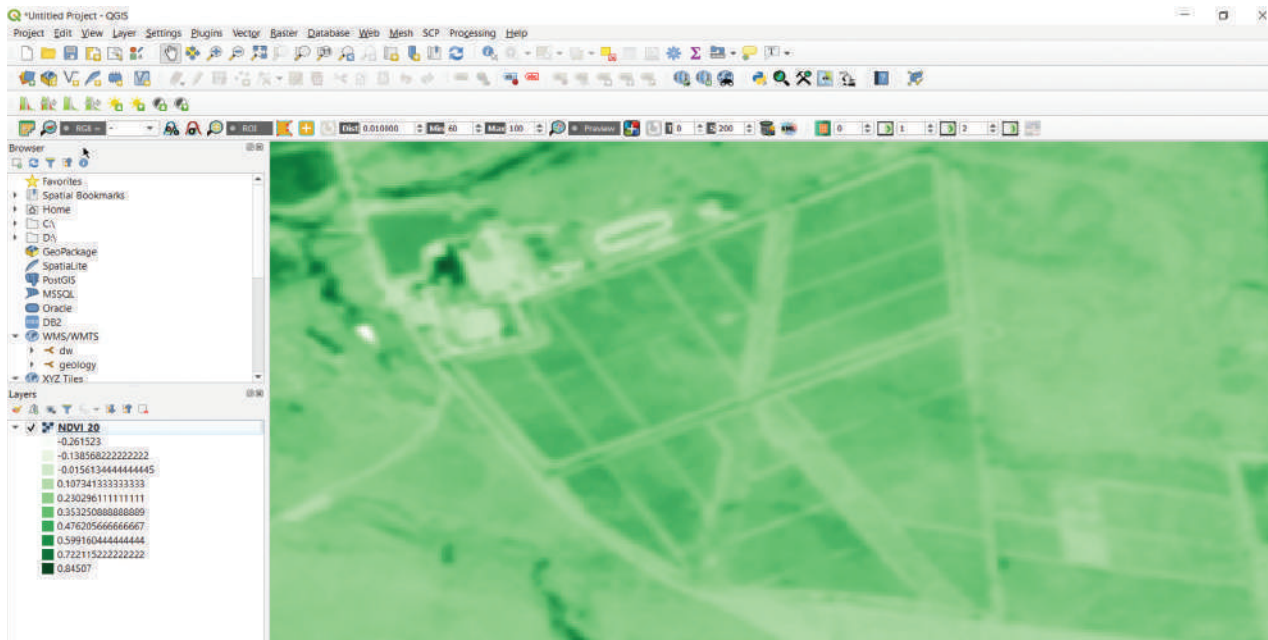 *Untitled Project - QGIS
Project Edit View Layer Settings Plugins Vector Raster Database Web Mesh SCP Processing Help
RGB = - ROI Dist 0.010000 Min 60 Max 100 Preview T 0 S 200 0 1 2
Browser
Favorites
Spatial Bookmarks
Home
C:\
D:\
GeoPackage
SpatiaLite
PostGIS
MSSQL
Oracle
DB2
WMS/WMTS
dw
geology
XYZ Tiles
Layers
NDVI_20
-0.261523
-0.138568222222222
-0.0156134444444445
0.107341333333333
0.230296111111111
0.353250888888889
0.476205666666667
0.599160444444444
0.722115222222222
0.84507